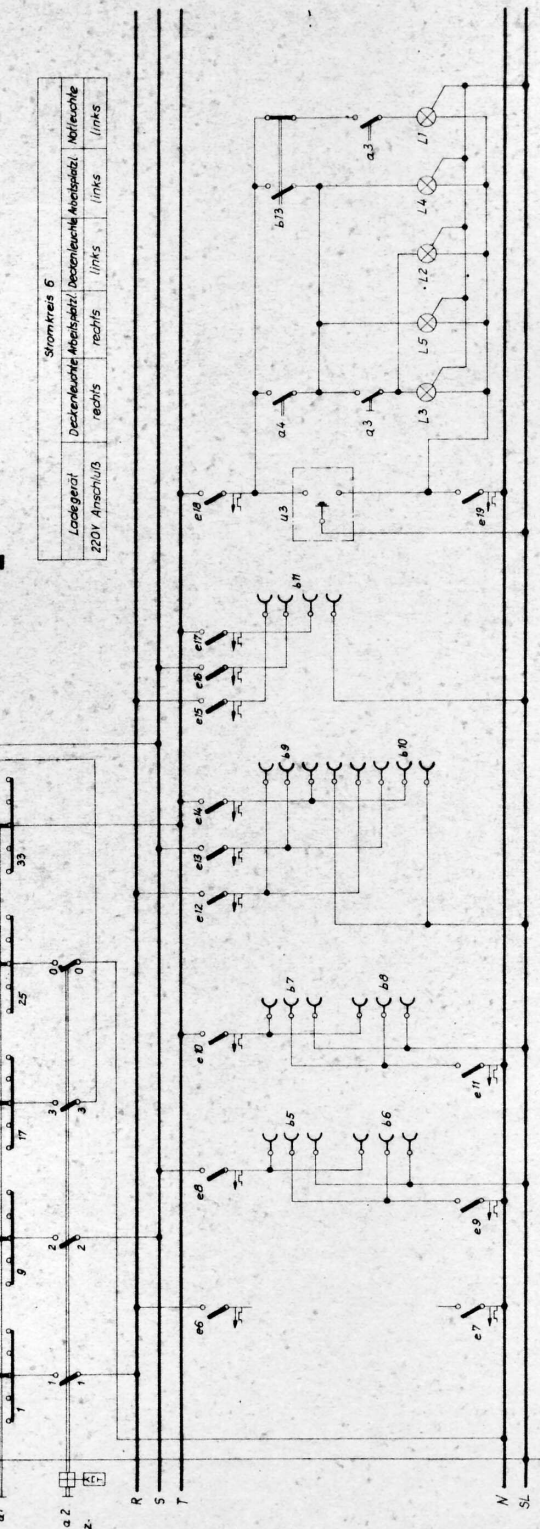 Stromkreis 6
Ladegerät Deckenleuchte Arbeitsplatzl. Deckenleuchte Arbeitsplatzl. Notleuchte
220V Anschluß rechts rechts links links links
33
25
17
9
1
0
0
3
3
2
2
1
1
a 2
z.
R
S
T
N
SL
e6
e7
e8
e9
b5
b6
e10
e11
b7
b8
e12
e13
e14
b9
b10
e15
e16
e17
b11
e18
e19
u3
a4
a3
b13
a3
L3
L5
L2
L4
L1